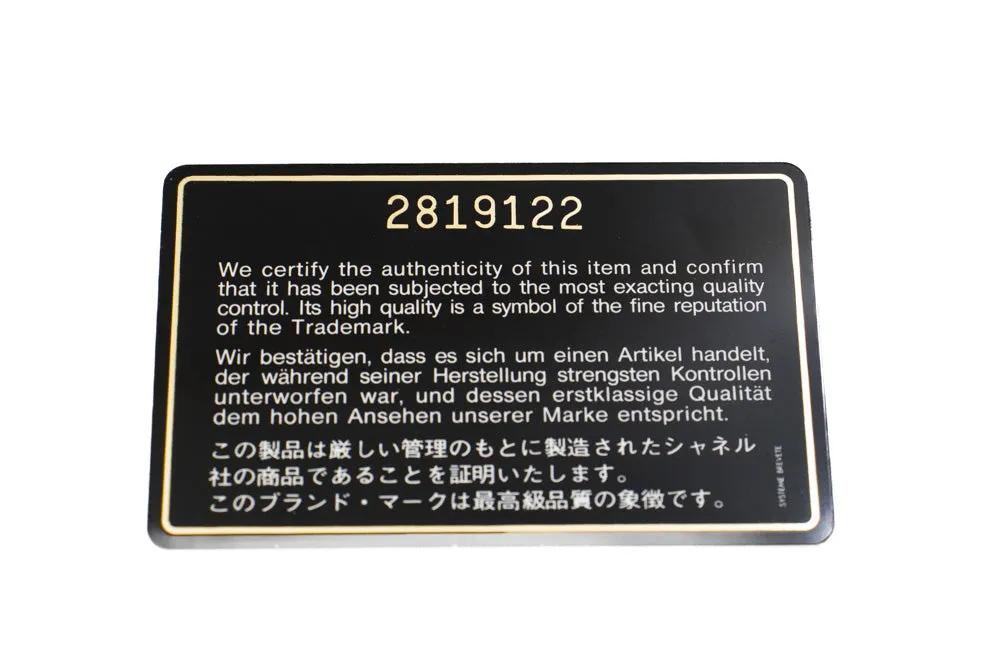 2819122
We certify the authenticity of this item and confirm
that it has been subjected to the most exacting quality
control. Its high quality is a symbol of the fine reputation
of the Trademark.
Wir bestätigen, dass es sich um einen Artikel handelt,
der während seiner Herstellung strengsten Kontrollen
unterworfen war, und dessen erstklassige Qualität
dem hohen Ansehen unserer Marke entspricht.
この製品は厳しい管理のもとに製造されたシャネル
社の商品であることを証明いたします。
このブランド・マークは最高級品質の象徴です。
SYSTEME BREVETE